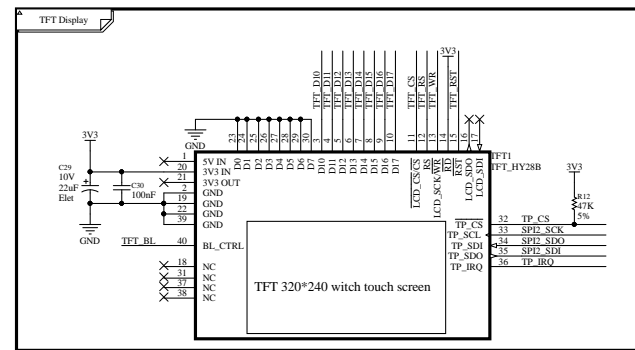 TFT Display
TFT_D10
TFT_D11
TFT_D12
TFT_D13
TFT_D14
TFT_D15
TFT_D16
TFT_D17
TFT_CS
TFT_RS
TFT_WR
3V3
TFT_RST
23
24
25
26
27
28
29
30
3
4
5
6
7
8
9
10
11
12
13
14
15
16
17
GND
D0
D1
D2
D3
D4
D5
D6
D7
D10
D11
D12
D13
D14
D15
D16
D17
LCD_CS/CS
RS
LCD_SCK/WR
RD
RST
LCD_SDO
LCD_SDI
TFT1
TFT_HY28B
3V3
C29
10V
22uF
Elet
C30
100nF
GND
1 5V IN
20 3V3 IN
21 3V3 OUT
2 GND
19 GND
22 GND
39 GND
TFT_BL 40 BL_CTRL
18 NC
31 NC
37 NC
38 NC
TFT 320*240 witch touch screen
3V3
R12
47K
5%
TP_CS 32 TP_CS
TP_SCL 33 SPI2_SCK
TP_SDI 34 SPI2_SDO
TP_SDO 35 SPI2_SDI
TP_IRQ 36 TP_IRQ